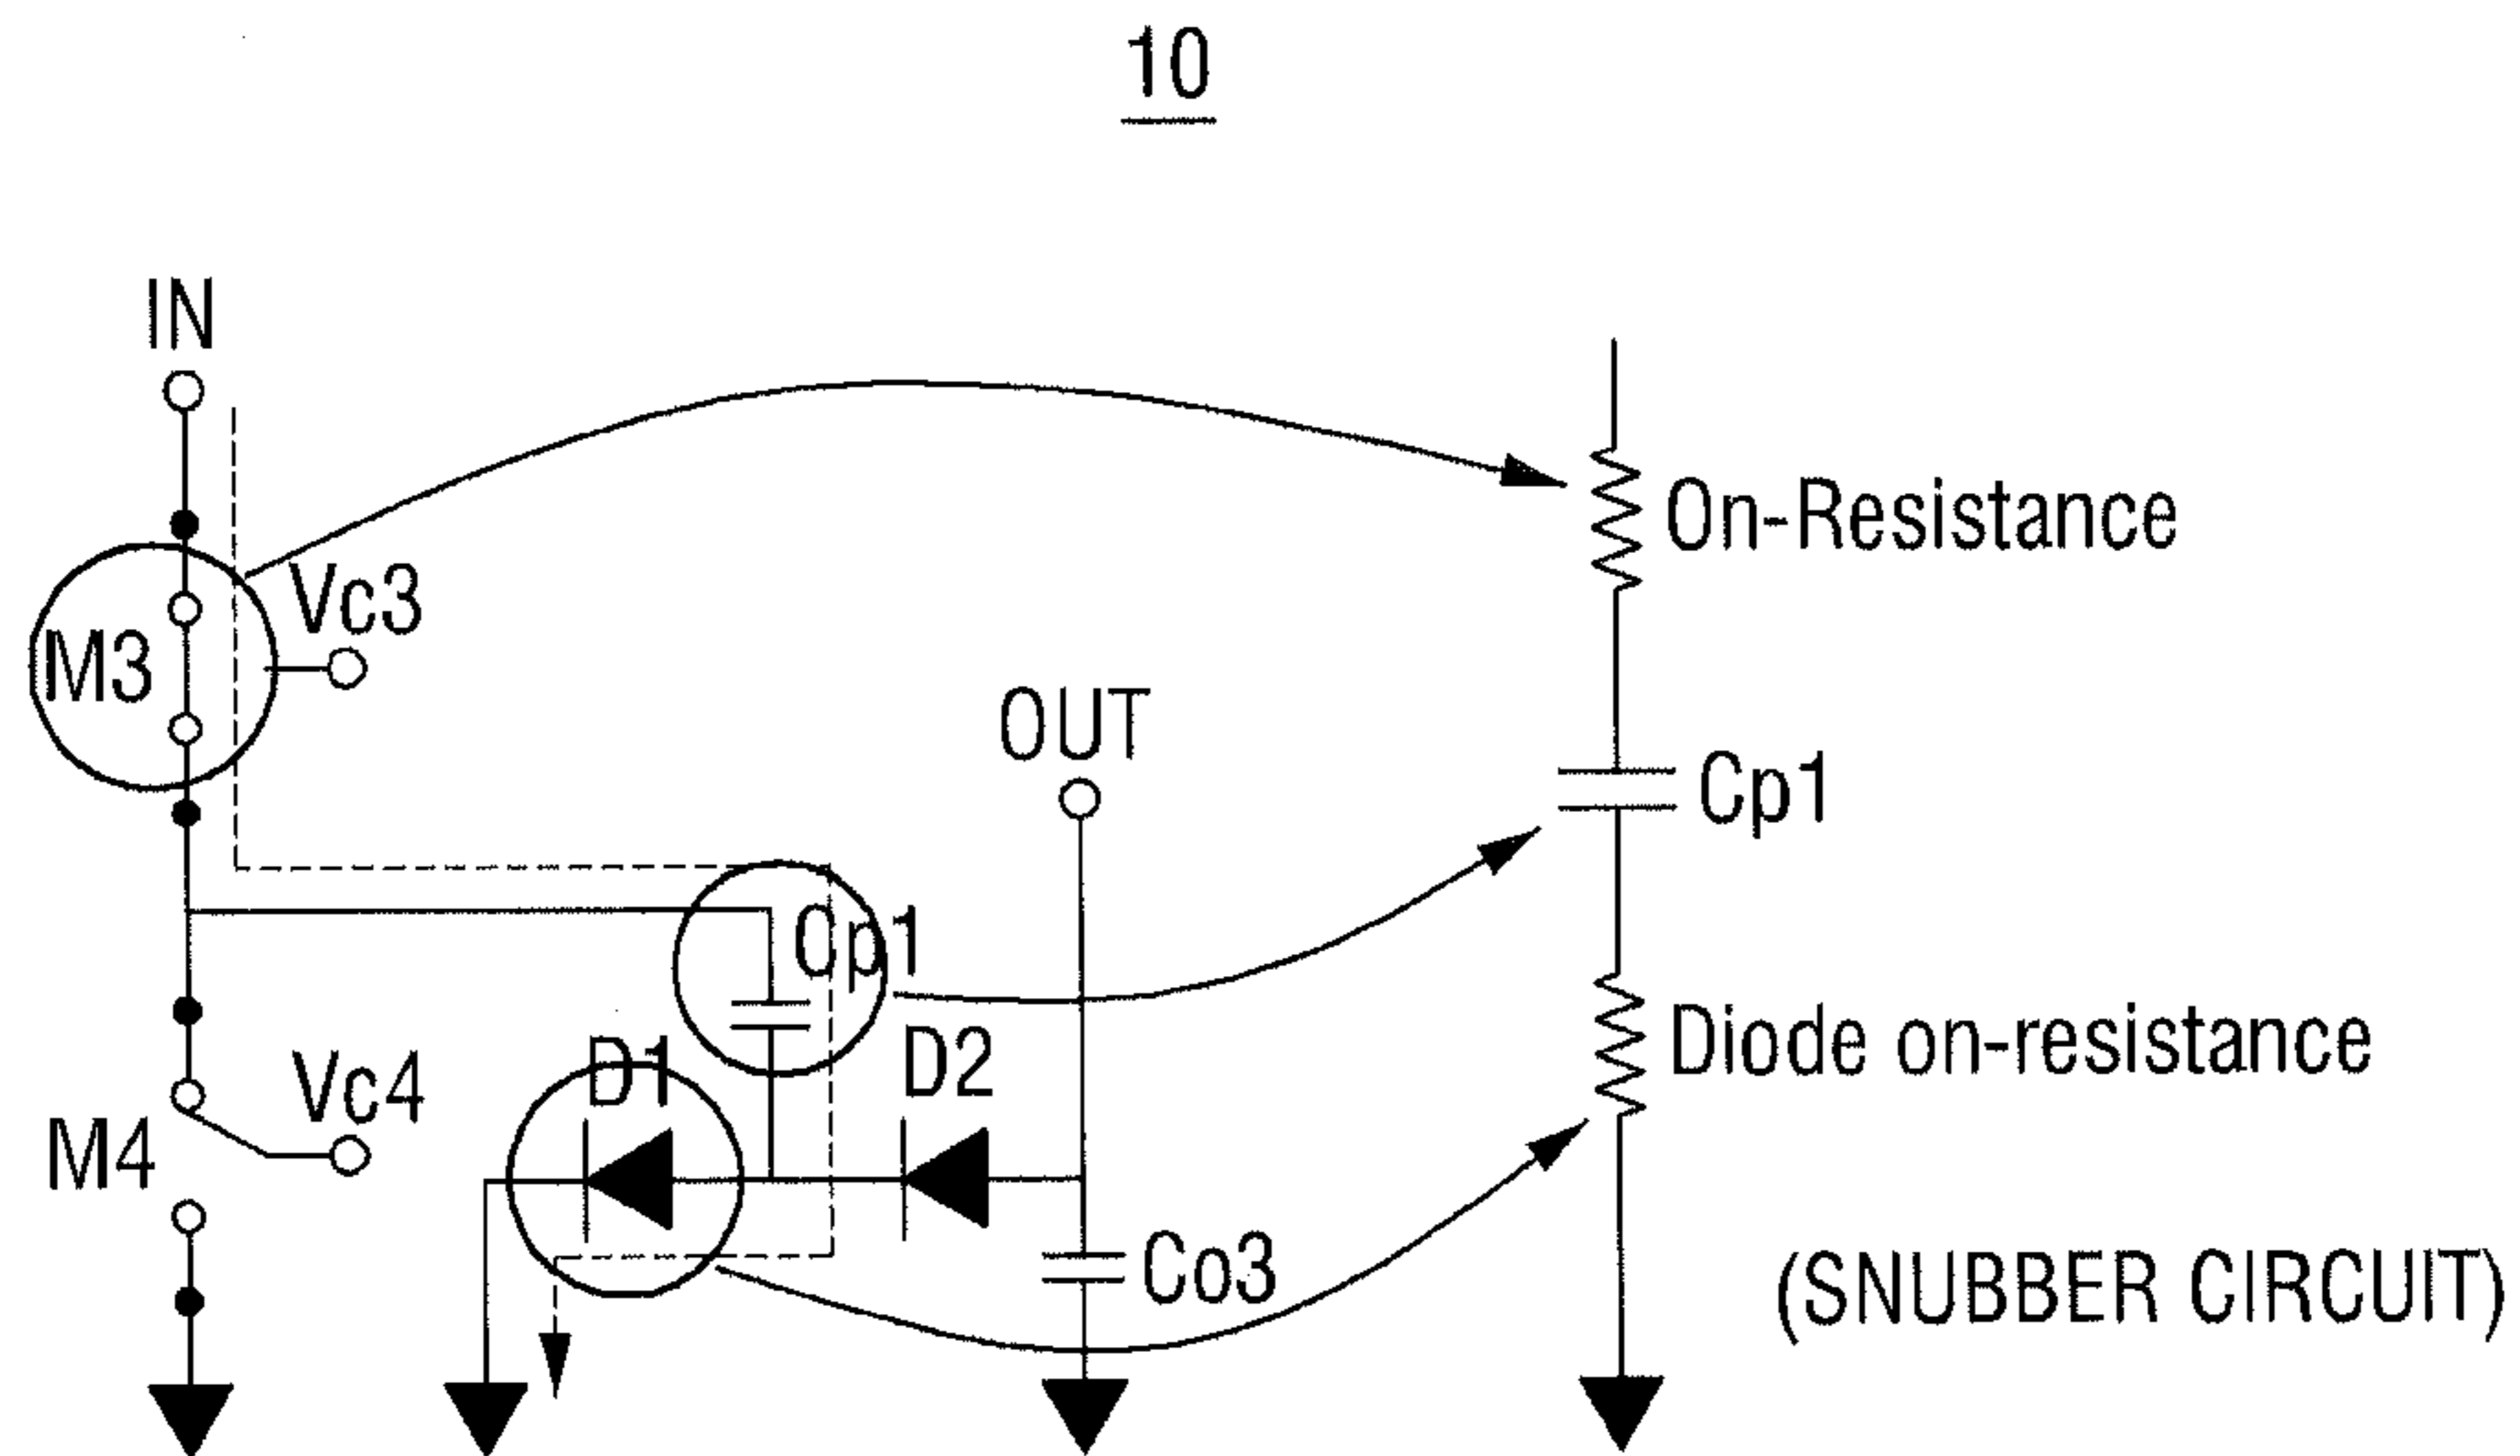 10
IN
On-Resistance
Vc3
M3
OUT
Cp1
Cp1
D1
D2
Diode on-resistance
Vc4
M4
Co3
(SNUBBER CIRCUIT)